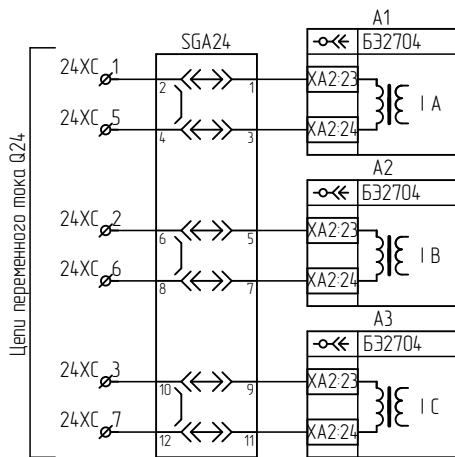 A1
SGA24
БЭ2704
24XC 1
2
1
XA2:23
I A
24XC 5
4
3
XA2:24
A2
БЭ2704
24XC 2
6
5
XA2:23
I B
24XC 6
8
7
XA2:24
A3
БЭ2704
24XC 3
10
9
XA2:23
I C
24XC 7
12
11
XA2:24
Цепи переменного тока Q24